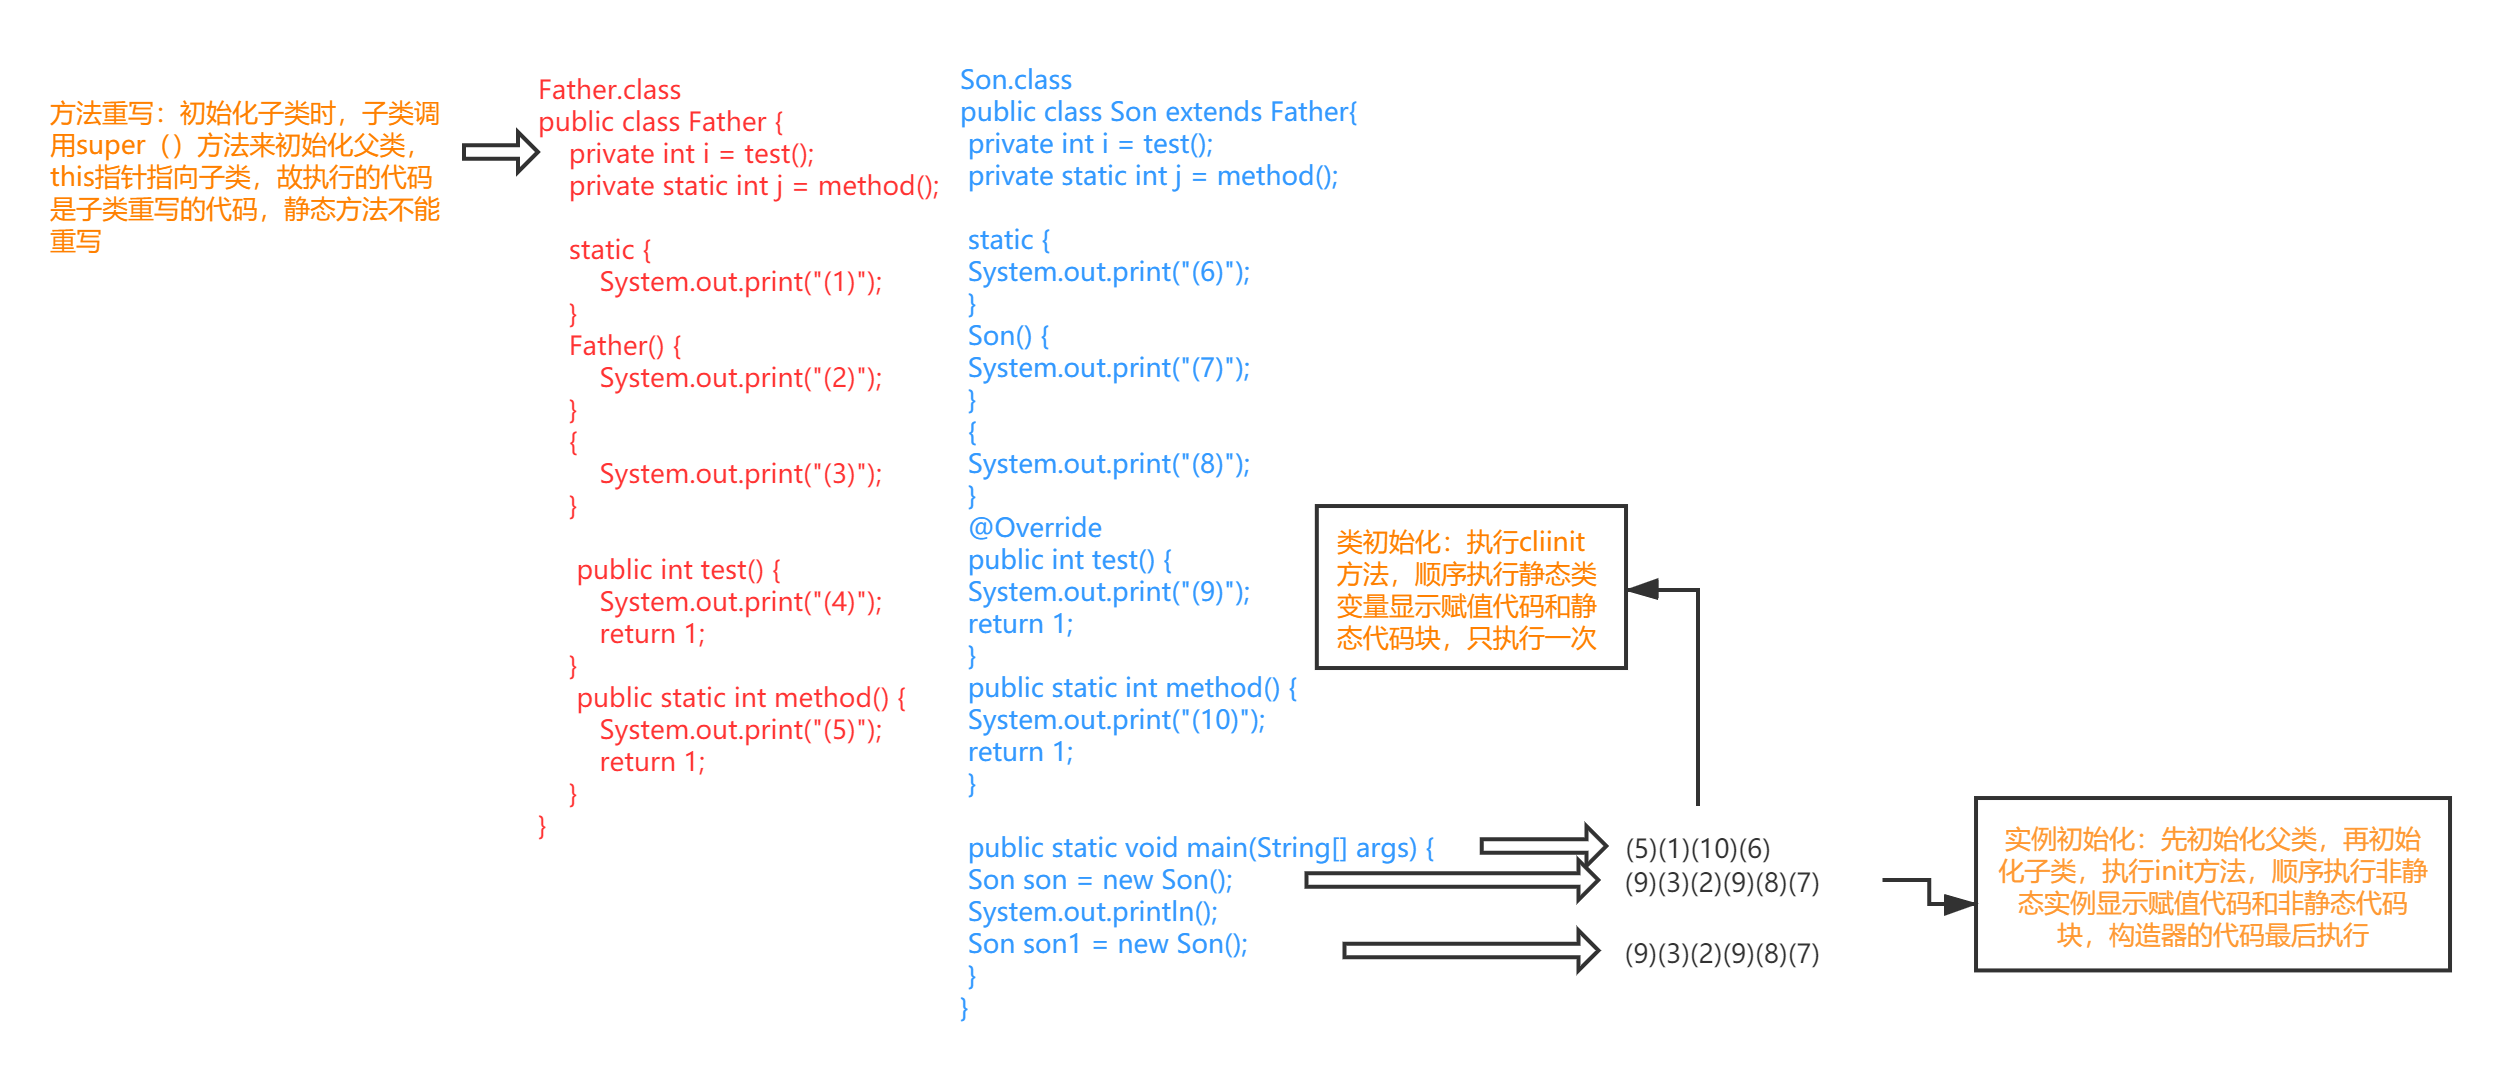 方法重写：初始化子类时，子类调
用super（）方法来初始化父类，
this指针指向子类，故执行的代码
是子类重写的代码，静态方法不能
重写
Father.class
public class Father {
private int i = test();
private static int j = method();
static {
System.out.print("(1)");
}
Father() {
System.out.print("(2)");
}
{
System.out.print("(3)");
}
public int test() {
System.out.print("(4)");
return 1;
}
public static int method() {
System.out.print("(5)");
return 1;
}
}
Son.class
public class Son extends Father{
private int i = test();
private static int j = method();
static {
System.out.print("(6)");
}
Son() {
System.out.print("(7)");
}
{
System.out.print("(8)");
}
@Override
public int test() {
System.out.print("(9)");
return 1;
}
public static int method() {
System.out.print("(10)");
return 1;
}
public static void main(String[] args) {
Son son = new Son();
System.out.println();
Son son1 = new Son();
}
}
类初始化：执行cliinit
方法，顺序执行静态类
变量显示赋值代码和静
态代码块，只执行一次
(5)(1)(10)(6)
(9)(3)(2)(9)(8)(7)
(9)(3)(2)(9)(8)(7)
实例初始化：先初始化父类，再初始
化子类，执行init方法，顺序执行非静
态实例显示赋值代码和非静态代码
块，构造器的代码最后执行